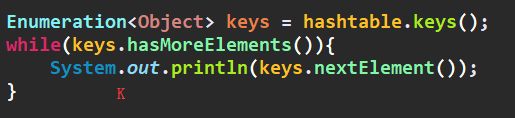 Enumeration<Object> keys = hashtable.keys();
while(keys.hasMoreElements()){
    System.out.println(keys.nextElement());
}
K